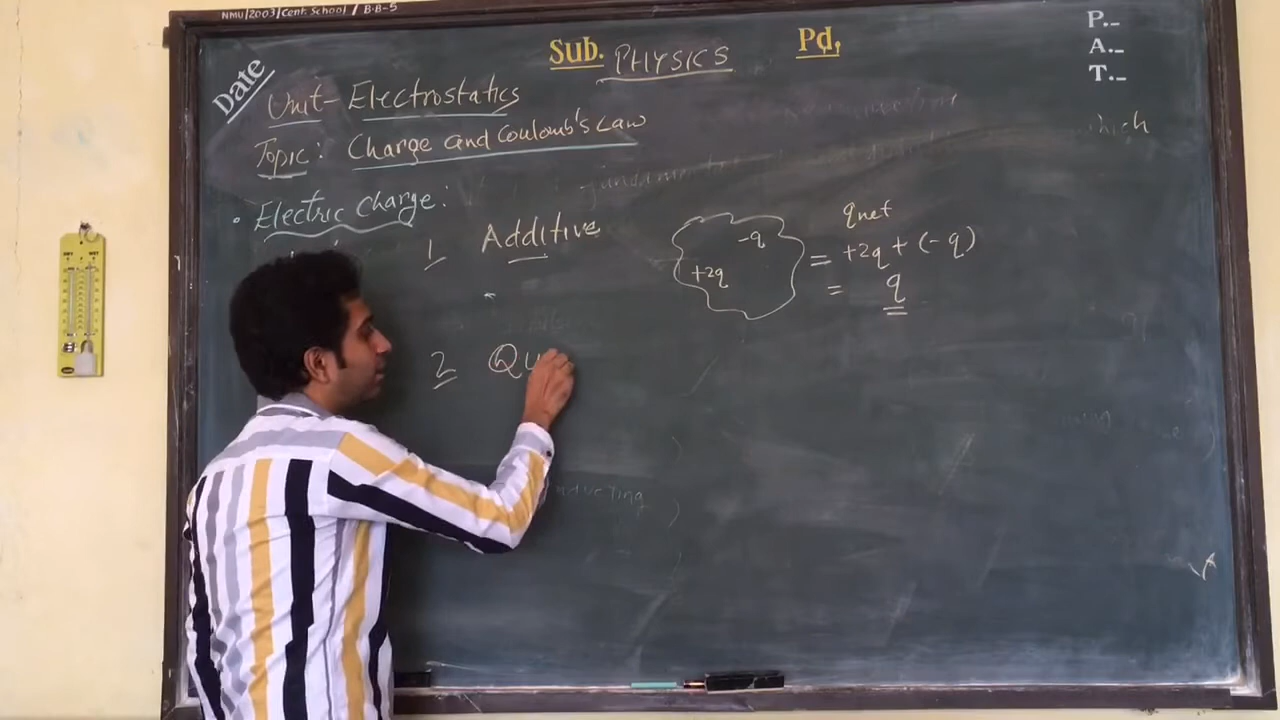 NMU/2003/Cent. School / B.B-5
Date
Sub. PHYSICS
Pd,
P.-
A.-
T.-
Unit- Electrostatics
Topic: Charge and Coulomb's Law
which
• Electric Charge:
1 Additive
-q
+2q
qnet
= +2q + (-q)
= q
2 Qu